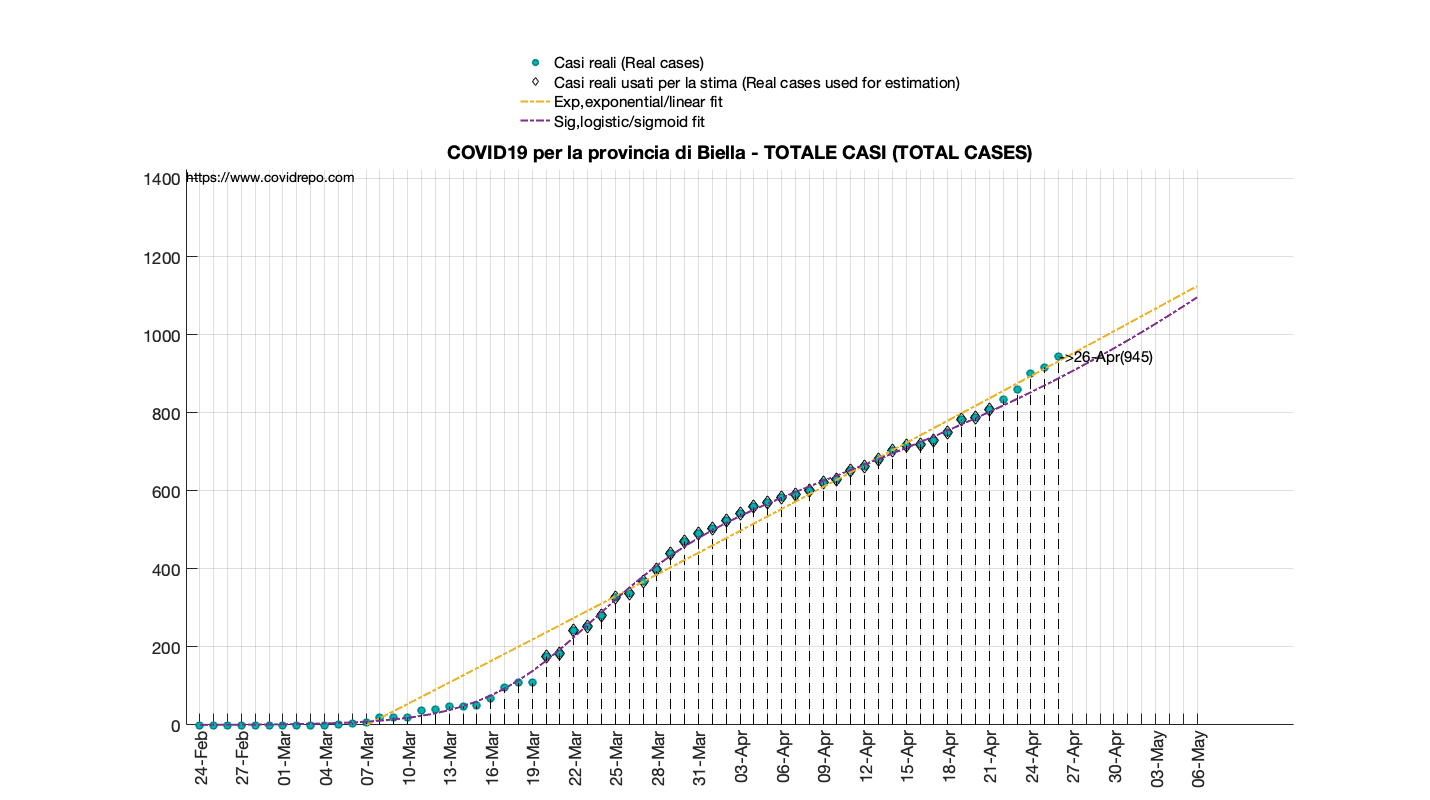 Casi reali (Real cases)
Casi reali usati per la stima (Real cases used for estimation)
Exp,exponential/linear fit
Sig,logistic/sigmoid fit
COVID19 per la provincia di Biella - TOTALE CASI (TOTAL CASES)
1400
https://www.covidrepo.com
1200
1000
->26-Apr(945)
800
600
400
200
0
24-Feb
27-Feb
01-Mar
04-Mar
07-Mar
10-Mar
13-Mar
16-Mar
19-Mar
22-Mar
25-Mar
28-Mar
31-Mar
03-Apr
06-Apr
09-Apr
12-Apr
15-Apr
18-Apr
21-Apr
24-Apr
27-Apr
30-Apr
03-May
06-May